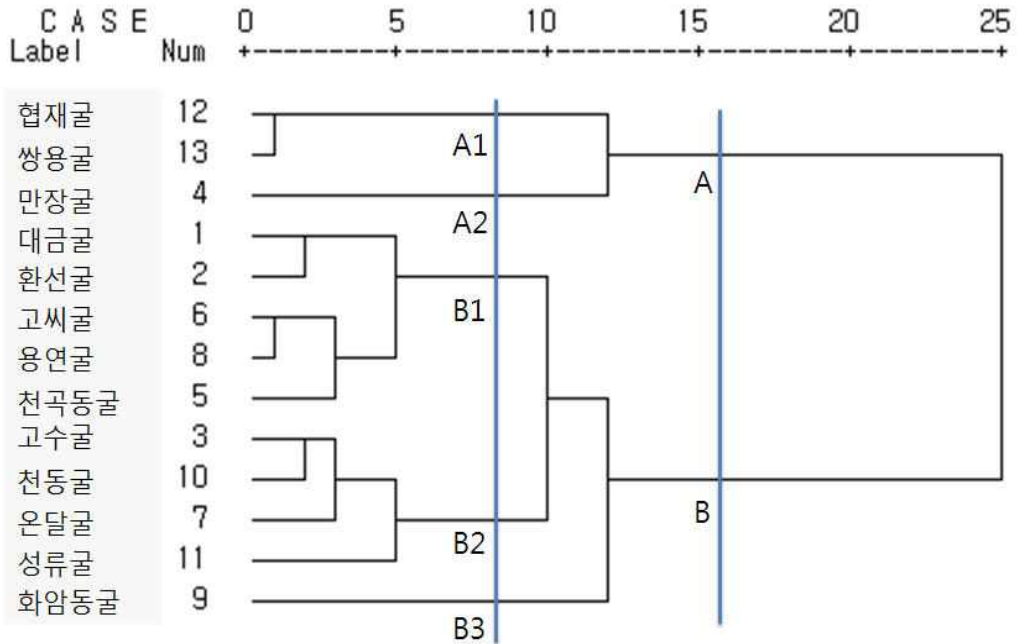 C A S E 0 5 10 15 20 25
Label Num
협재굴 12
쌍용굴 13
만장굴 4
대금굴 1
환선굴 2
고씨굴 6
용연굴 8
천곡동굴 5
고수굴 3
천동굴 10
온달굴 7
성류굴 11
화암동굴 9
A1
A
A2
B1
B
B2
B3